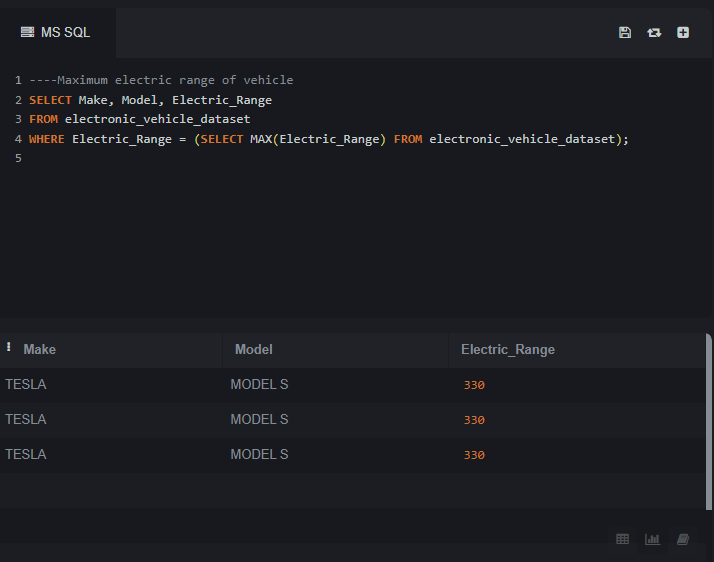 MS SQL
1 ----Maximum electric range of vehicle
2 SELECT Make, Model, Electric_Range
3 FROM electronic_vehicle_dataset
4 WHERE Electric_Range = (SELECT MAX(Electric_Range) FROM electronic_vehicle_dataset);
5
Make Model Electric_Range
TESLA MODEL S 330
TESLA MODEL S 330
TESLA MODEL S 330